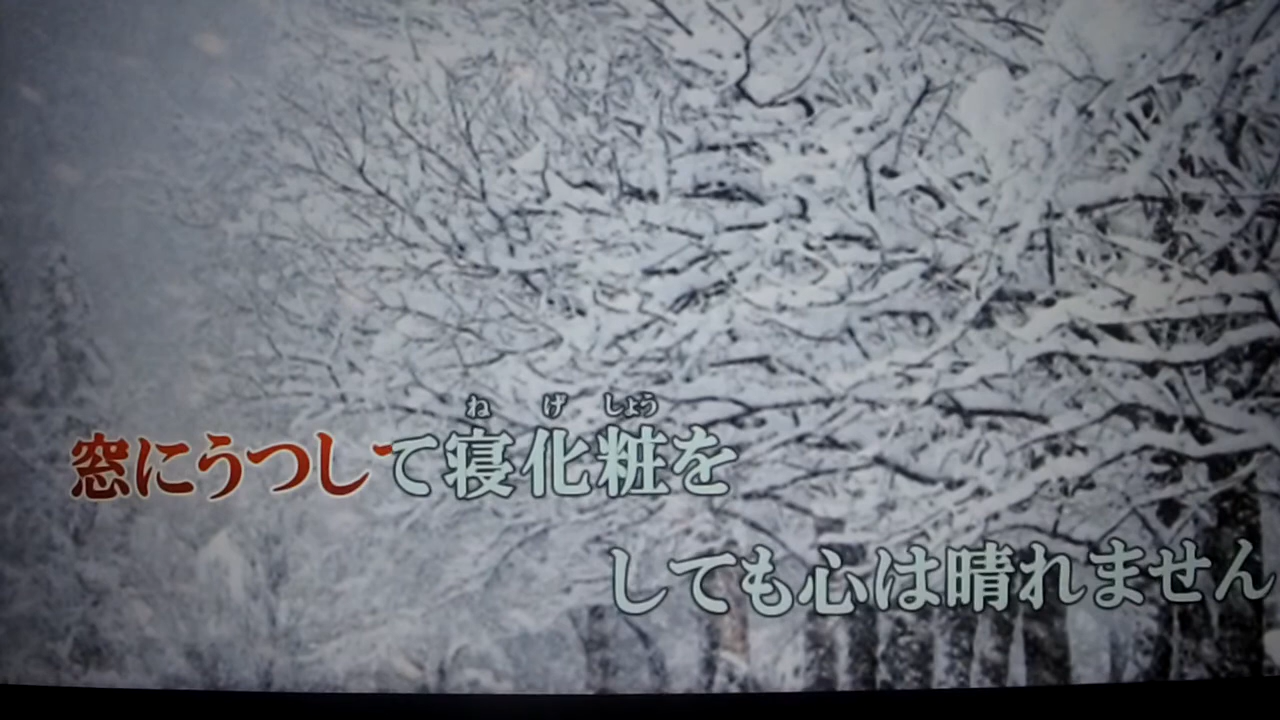 ね げ しょう
窓にうつして寝化粧を
しても心は晴れません